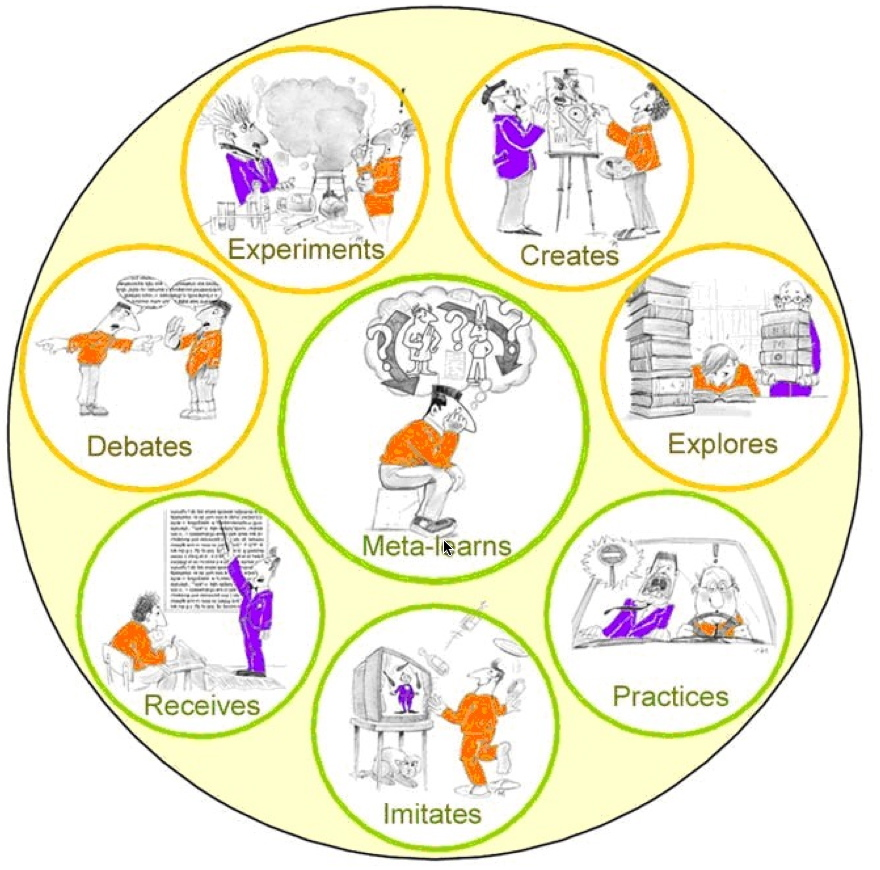 Experiments
Creates
Debates
Explores
Meta-learns
Receives
Practices
Imitates